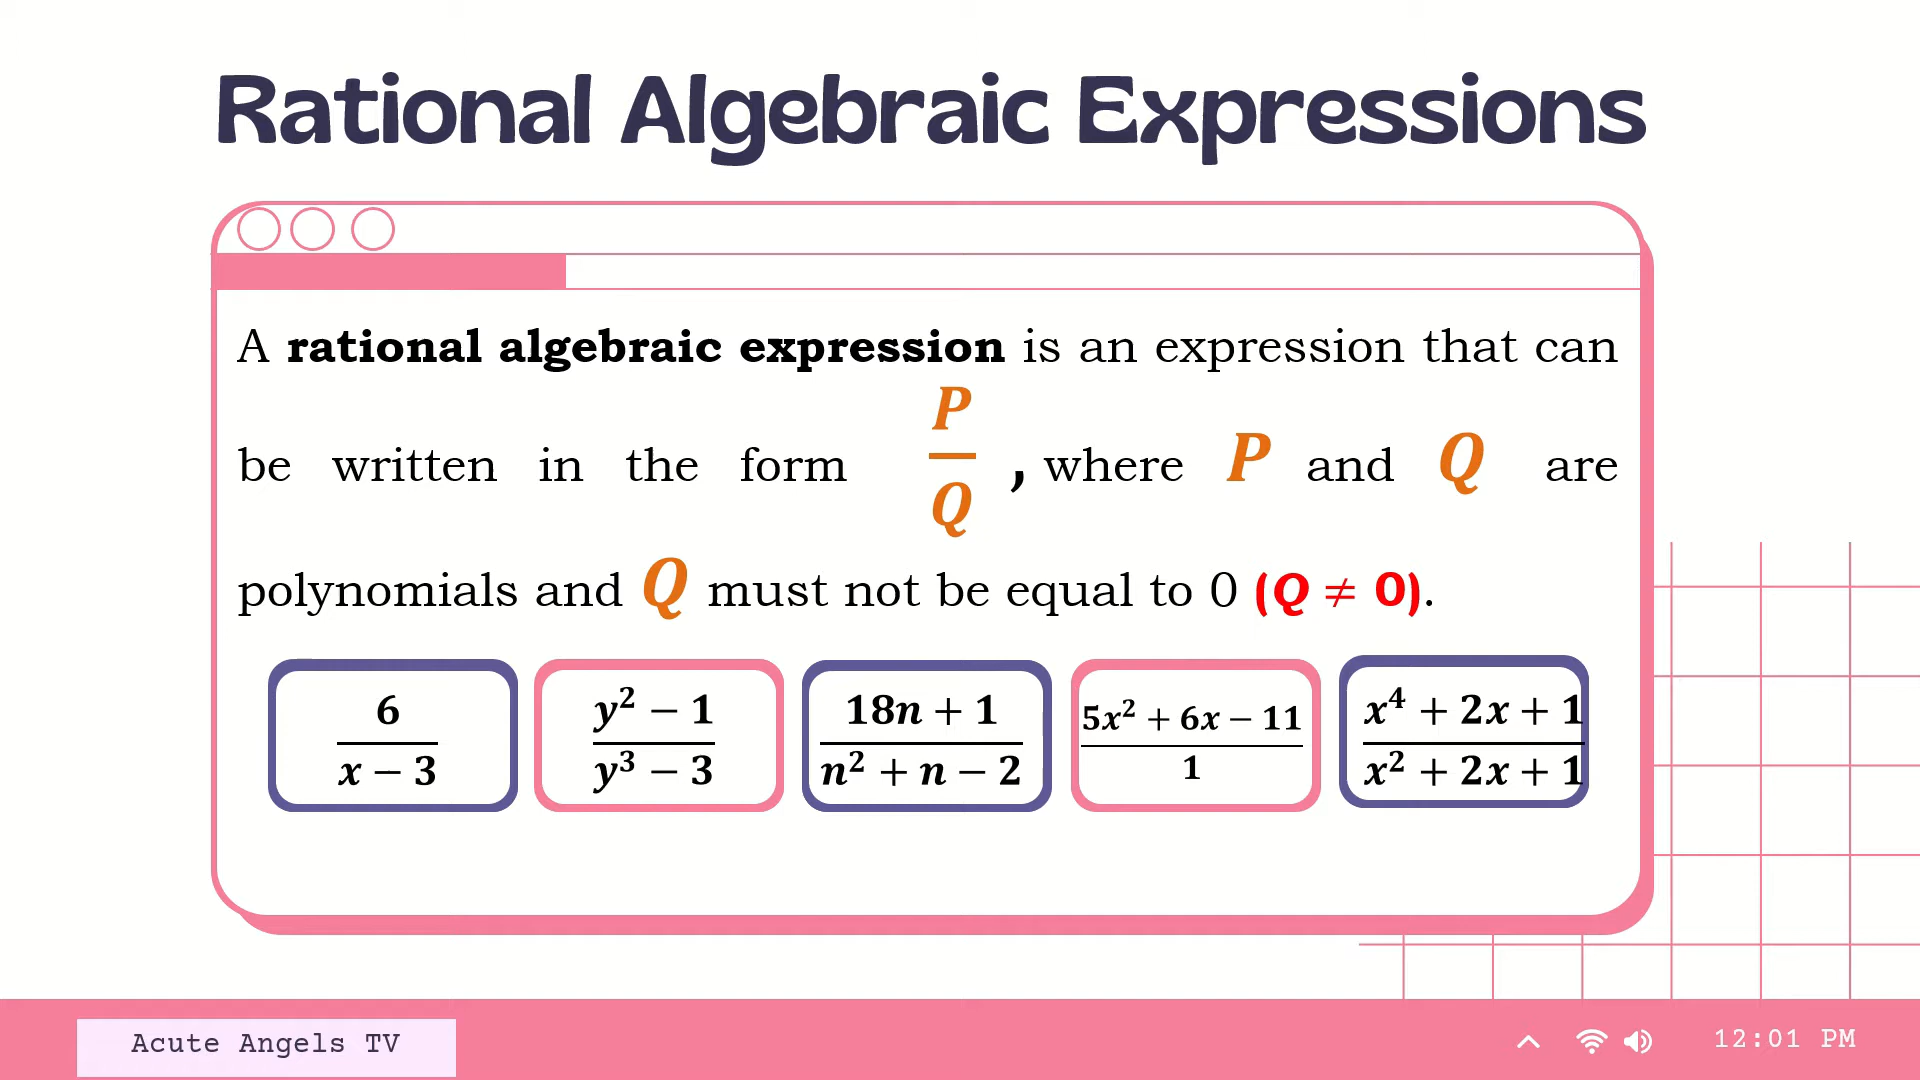 Rational Algebraic Expressions
A rational algebraic expression is an expression that can
be written in the form P/Q , where P and Q are
polynomials and Q must not be equal to 0 (Q ≠ 0).
6/(x − 3)
(y² − 1)/(y³ − 3)
(18n + 1)/(n² + n − 2)
(5x² + 6x − 11)/1
(x⁴ + 2x + 1)/(x² + 2x + 1)
Acute Angels TV
12:01 PM